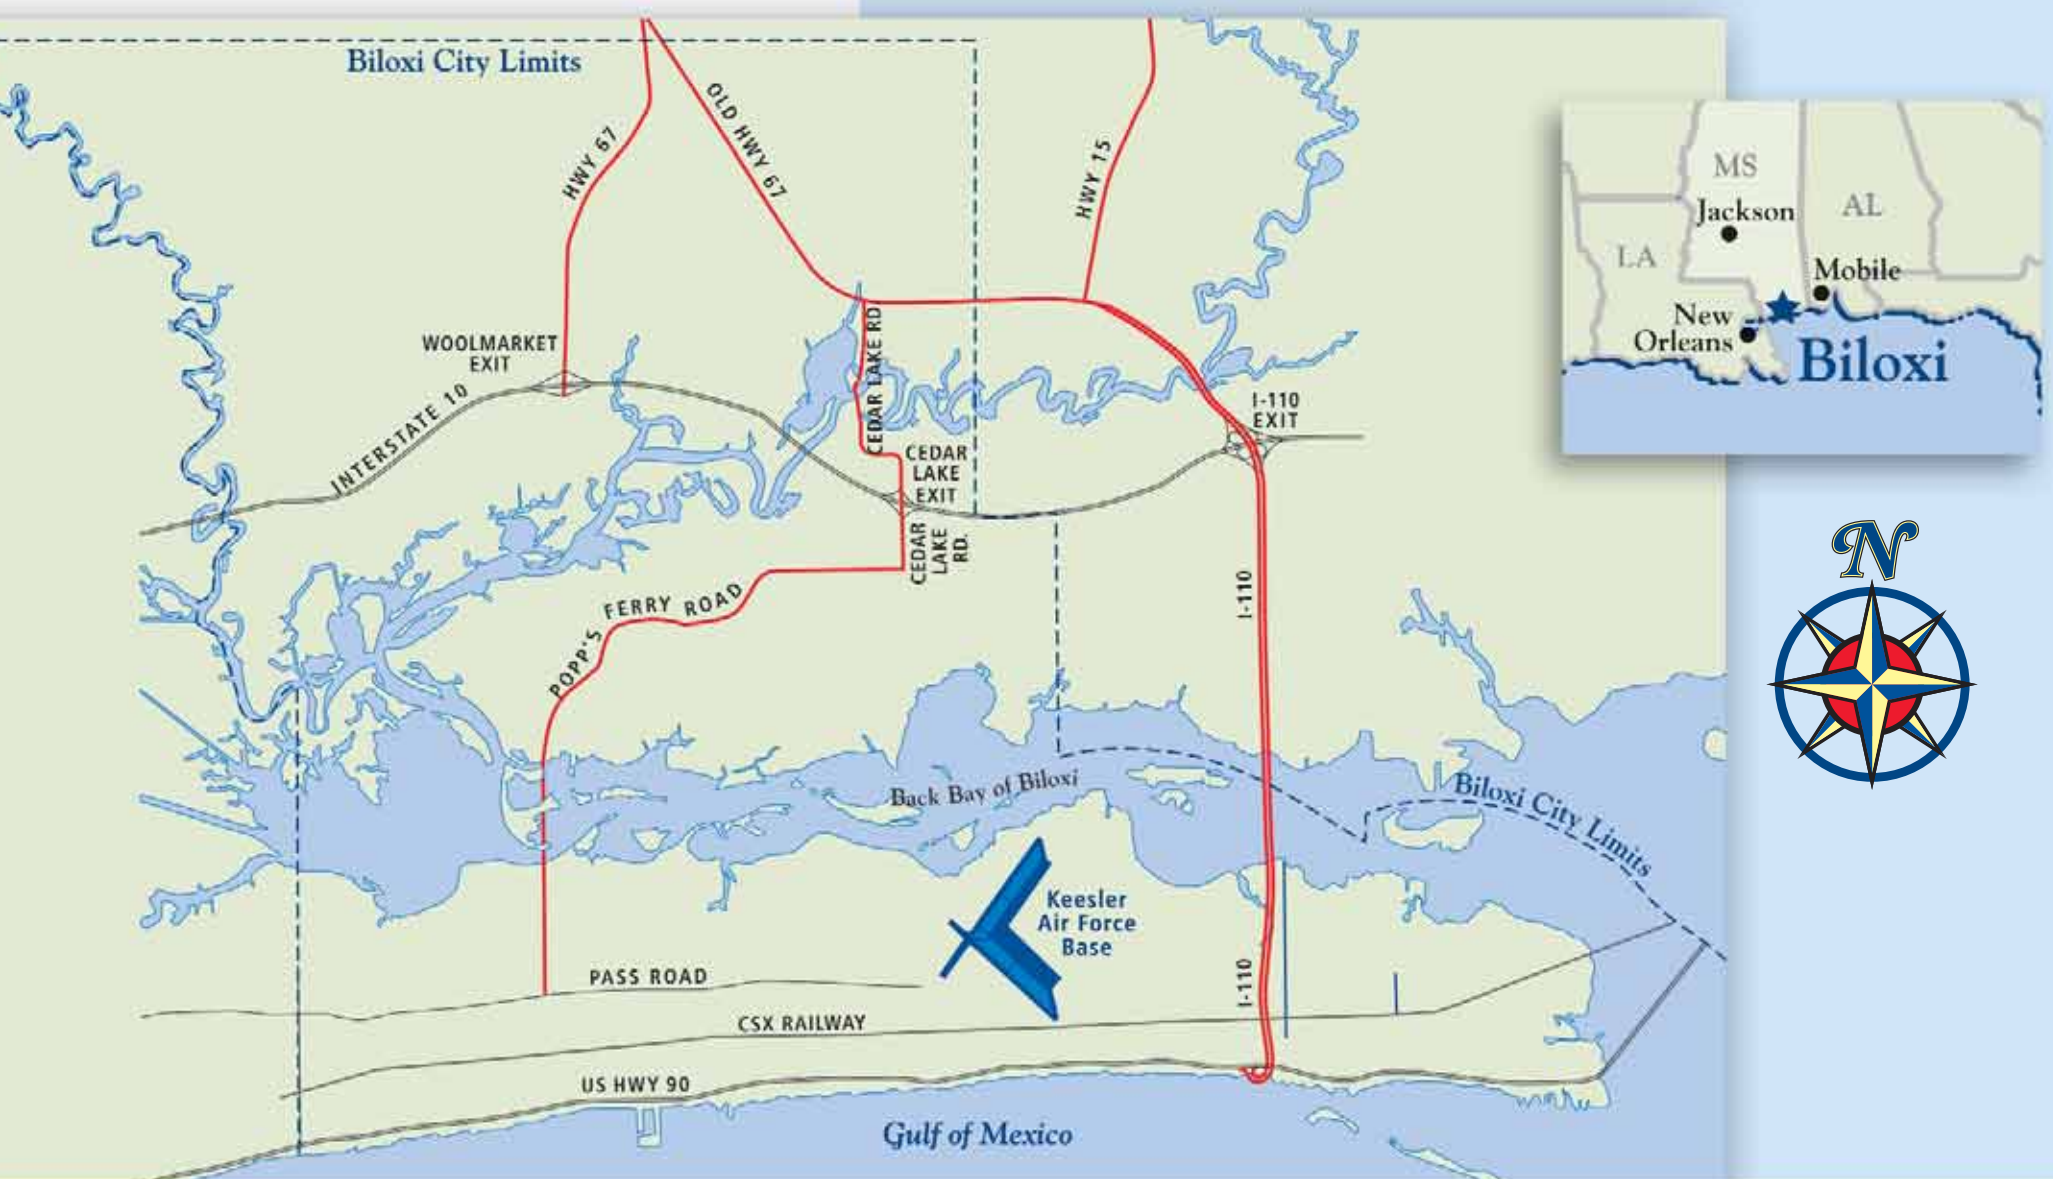 Biloxi City Limits
HWY 67
OLD HWY 67
HWY 15
MS
Jackson
AL
LA
Mobile
New
Orleans
Biloxi
WOOLMARKET
EXIT
INTERSTATE 10
CEDAR LAKE RD
CEDAR
LAKE
EXIT
I-110
EXIT
CEDAR
LAKE
RD.
N
I-110
POPP'S FERRY ROAD
Back Bay of Biloxi
Biloxi City Limits
Keesler
Air Force
Base
PASS ROAD
I-110
CSX RAILWAY
US HWY 90
Gulf of Mexico